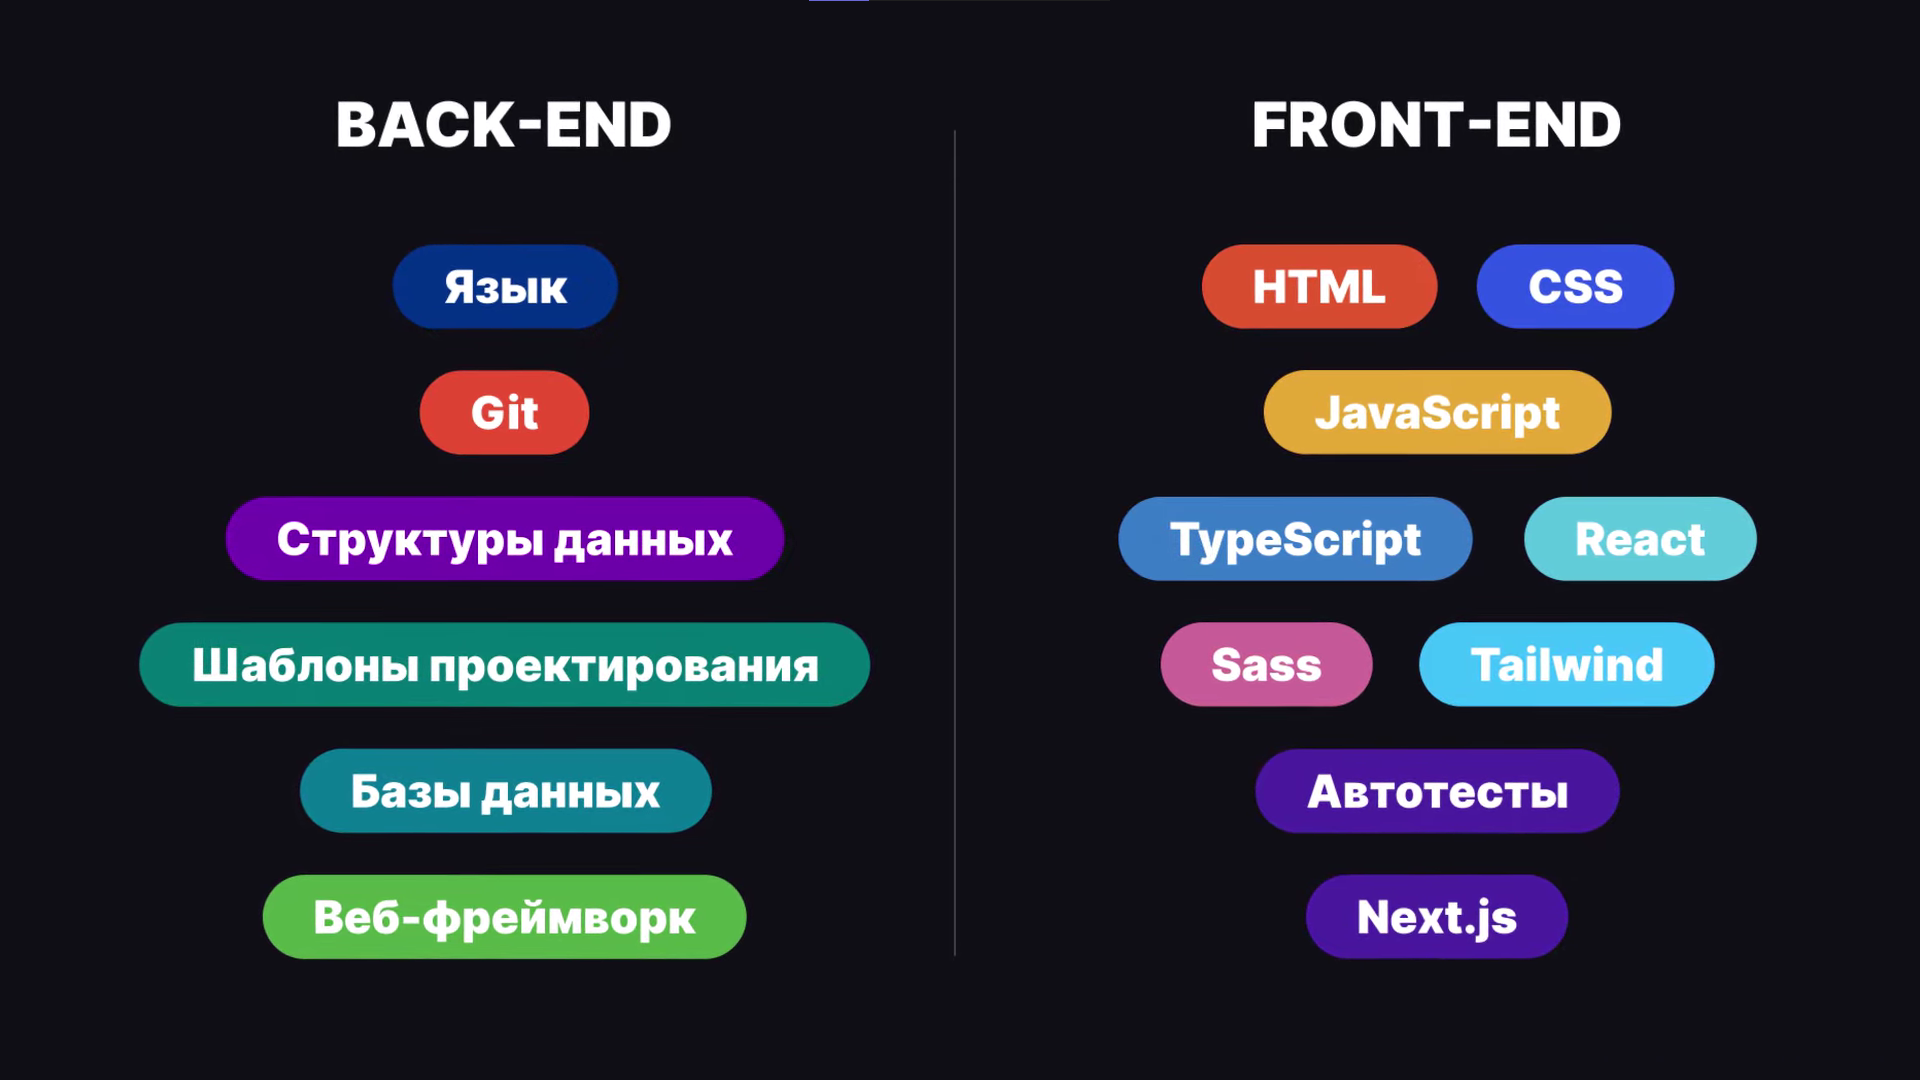 BACK-END
Язык
Git
Структуры данных
Шаблоны проектирования
Базы данных
Веб-фреймворк
FRONT-END
HTML CSS
JavaScript
TypeScript React
Sass Tailwind
Автотесты
Next.js